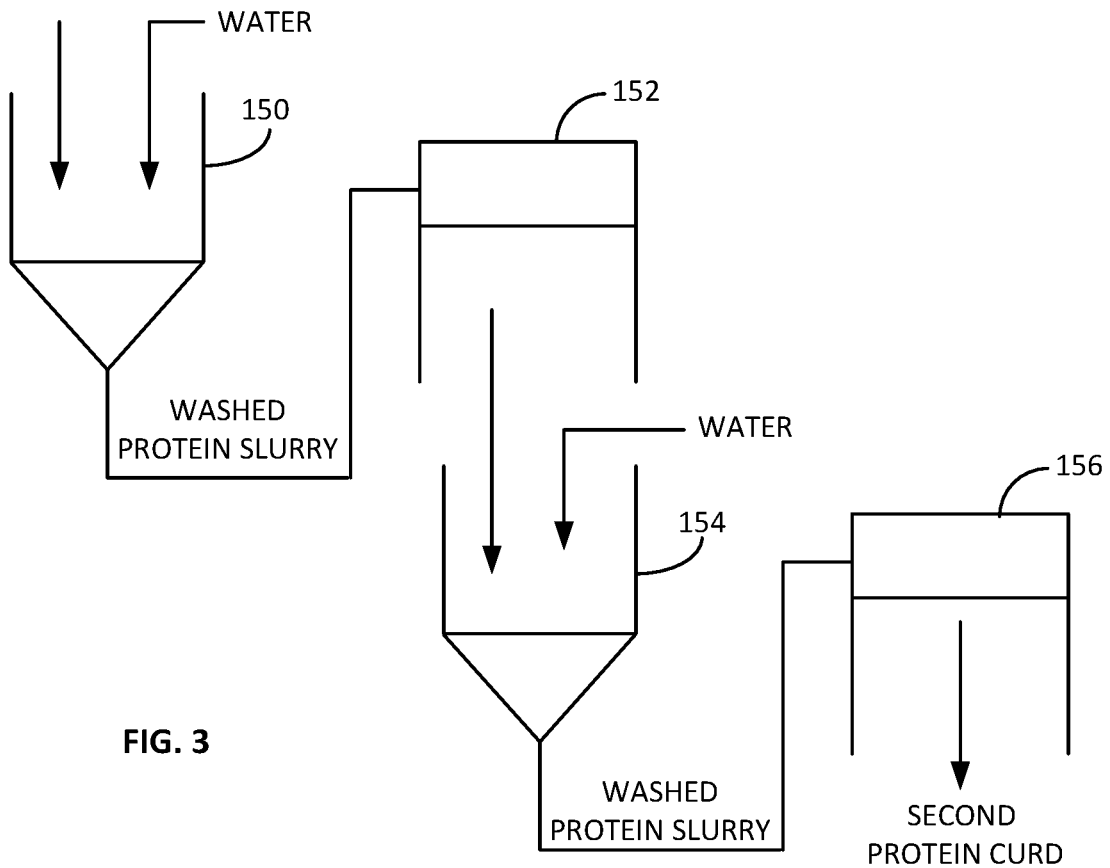 WATER
150
152
WASHED
PROTEIN SLURRY
WATER
154
156
FIG. 3
WASHED
PROTEIN SLURRY
SECOND
PROTEIN CURD